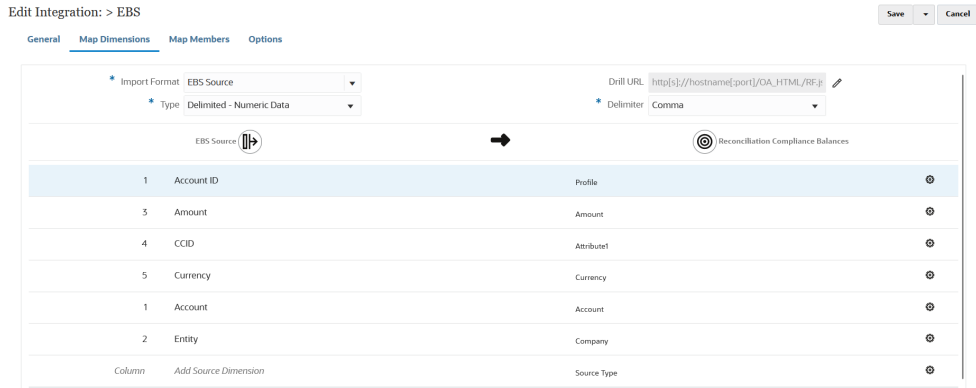 Edit Integration: > EBS
Save
Cancel
General Map Dimensions Map Members Options
* Import Format EBS Source
Drill URL http[s]://hostname[:port]/OA_HTML/RF.js
* Type Delimited - Numeric Data
* Delimiter Comma
EBS Source
Reconciliation Compliance Balances
1 Account ID Profile
3 Amount Amount
4 CCID Attribute1
5 Currency Currency
1 Account Account
2 Entity Company
Column Add Source Dimension Source Type